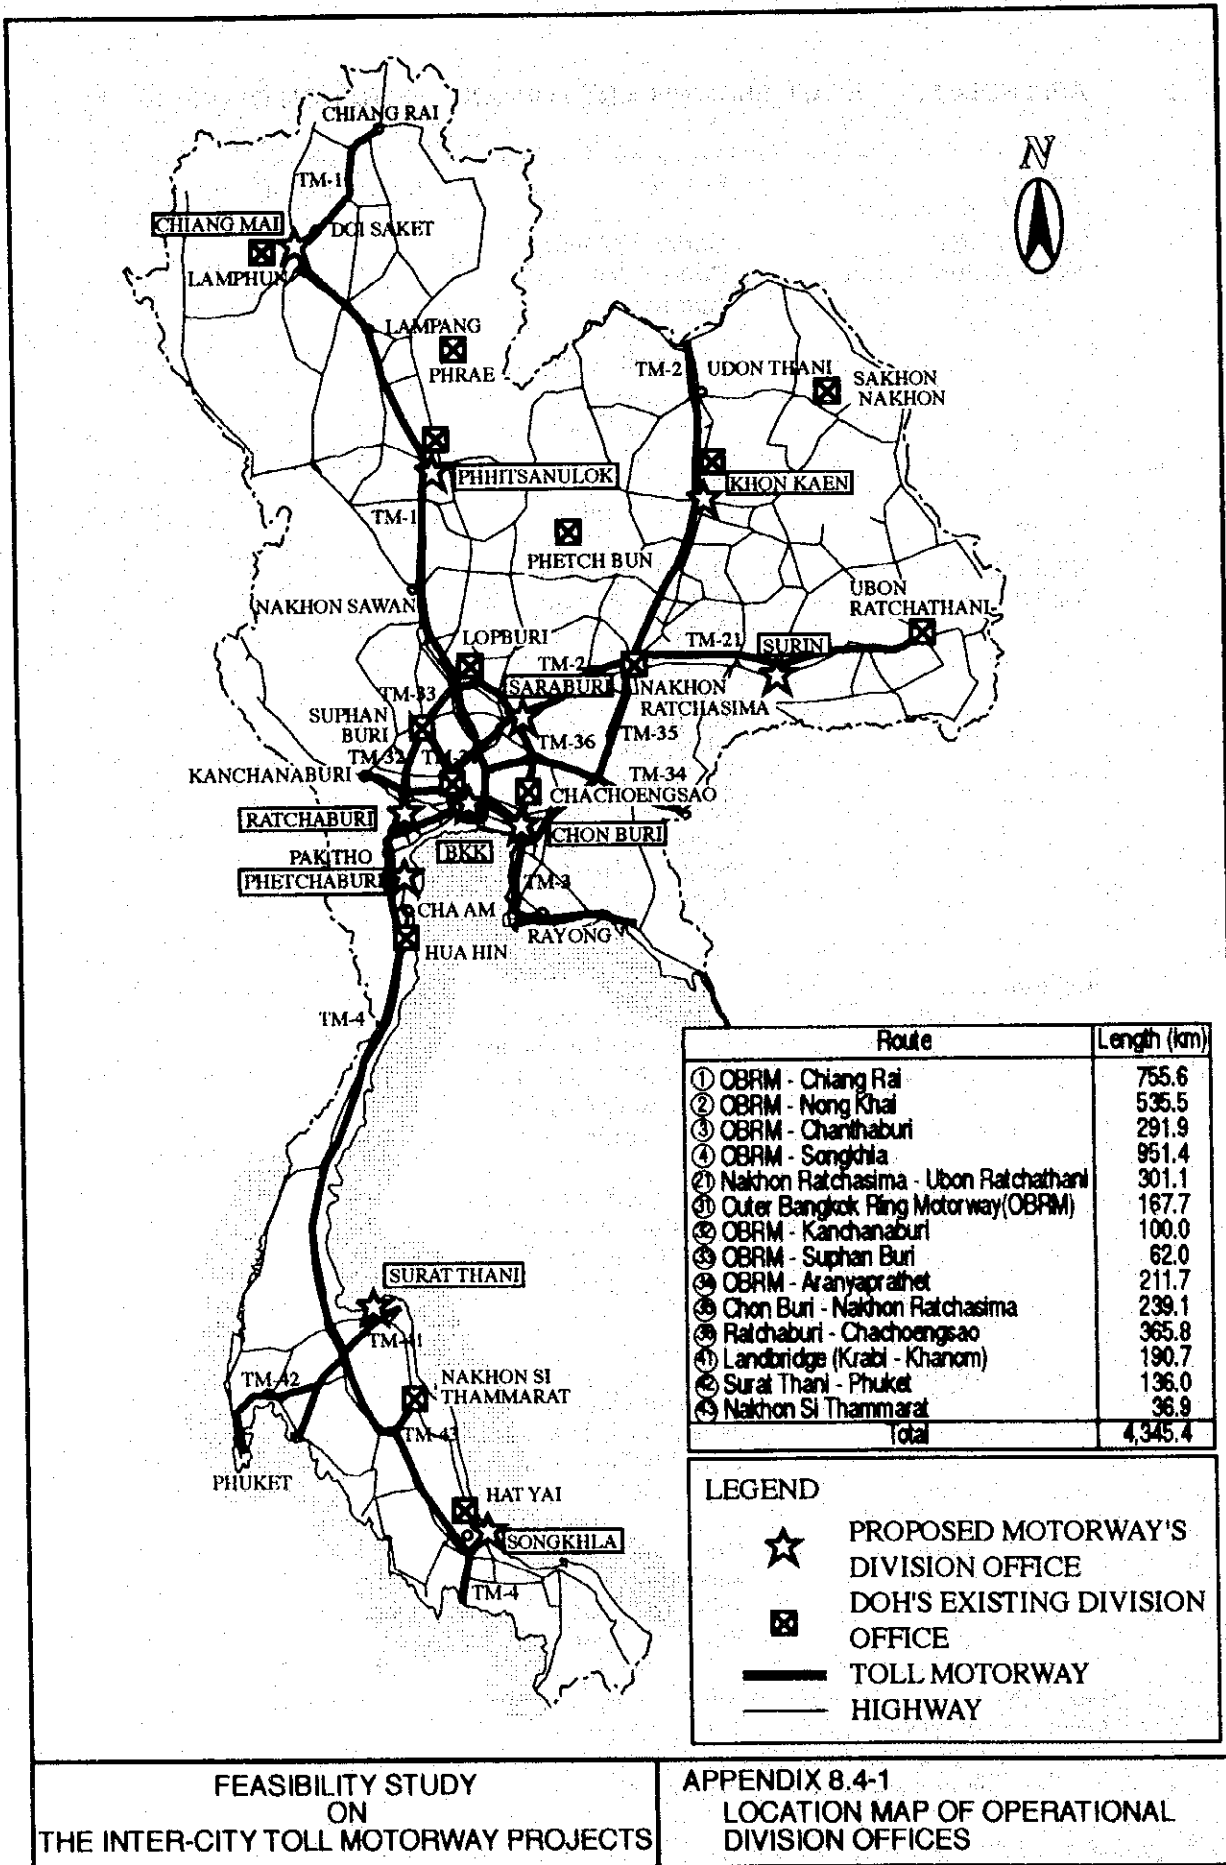 N
CHIANG RAI
TM-1
CHIANG MAI
DOI SAKET
LAMPHUN
LAMPANG
PHRAE
TM-2
UDON THANI
SAKHON
NAKHON
PHHITSANULOK
KHON KAEN
TM-1
PHETCH BUN
UBON
RATCHATHANI
NAKHON SAWAN
LOPBURI
TM-21
SURIN
TM-2
SARABURI
NAKHON
RATCHASIMA
TM-33
SUPHAN
BURI
TM-36
TM-35
TM-32
KANCHANABURI
TM-34
CHACHOENGSAO
RATCHABURI
CHON BURI
BKK
PAKITHO
PHETCHABURI
TM-3
CHA AM
RAYONG
HUA HIN
TM-4
SURAT THANI
TM-41
TM-42
NAKHON SI
THAMMARAT
TM-43
PHUKET
HAT YAI
SONGKHLA
TM-4
Route Length (km)
① OBRM - Chiang Rai 755.6
② OBRM - Nong Khai 535.5
③ OBRM - Chanthaburi 291.9
④ OBRM - Songkhla 951.4
㉑ Nakhon Ratchasima - Ubon Ratchathani 301.1
㉛ Outer Bangkok Ring Motorway(OBRM) 167.7
㉜ OBRM - Kanchanaburi 100.0
㉝ OBRM - Suphan Buri 62.0
㉞ OBRM - Aranyaprathet 211.7
㉟ Chon Buri - Nakhon Ratchasima 239.1
㊱ Ratchaburi - Chachoengsao 365.8
㊶ Landbridge (Krabi - Khanom) 190.7
㊷ Surat Thani - Phuket 136.0
㊸ Nakhon Si Thammarat 36.9
Total 4,345.4
LEGEND
PROPOSED MOTORWAY'S
DIVISION OFFICE
DOH'S EXISTING DIVISION
OFFICE
TOLL MOTORWAY
HIGHWAY
FEASIBILITY STUDY
ON
THE INTER-CITY TOLL MOTORWAY PROJECTS
APPENDIX 8.4-1
LOCATION MAP OF OPERATIONAL
DIVISION OFFICES